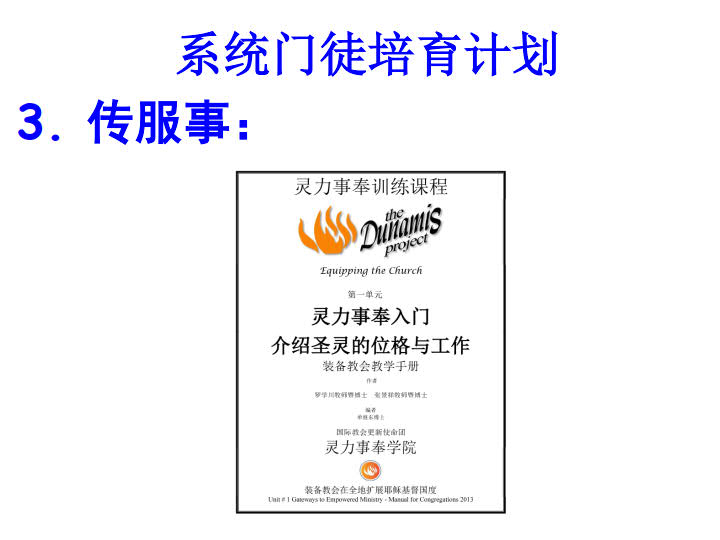 系统门徒培育计划
3. 传服事：
灵力事奉训练课程
the
Dunamis
project
Equipping the Church
第一单元
灵力事奉入门
介绍圣灵的位格与工作
装备教会教学手册
作者
罗学川牧师暨博士 张景祥牧师暨博士
编者
国际教会更新使命团
灵力事奉学院
装备教会在全地扩展耶稣基督国度
Unit # 1 Gateways to Empowered Ministry - Manual for Congregations 2013